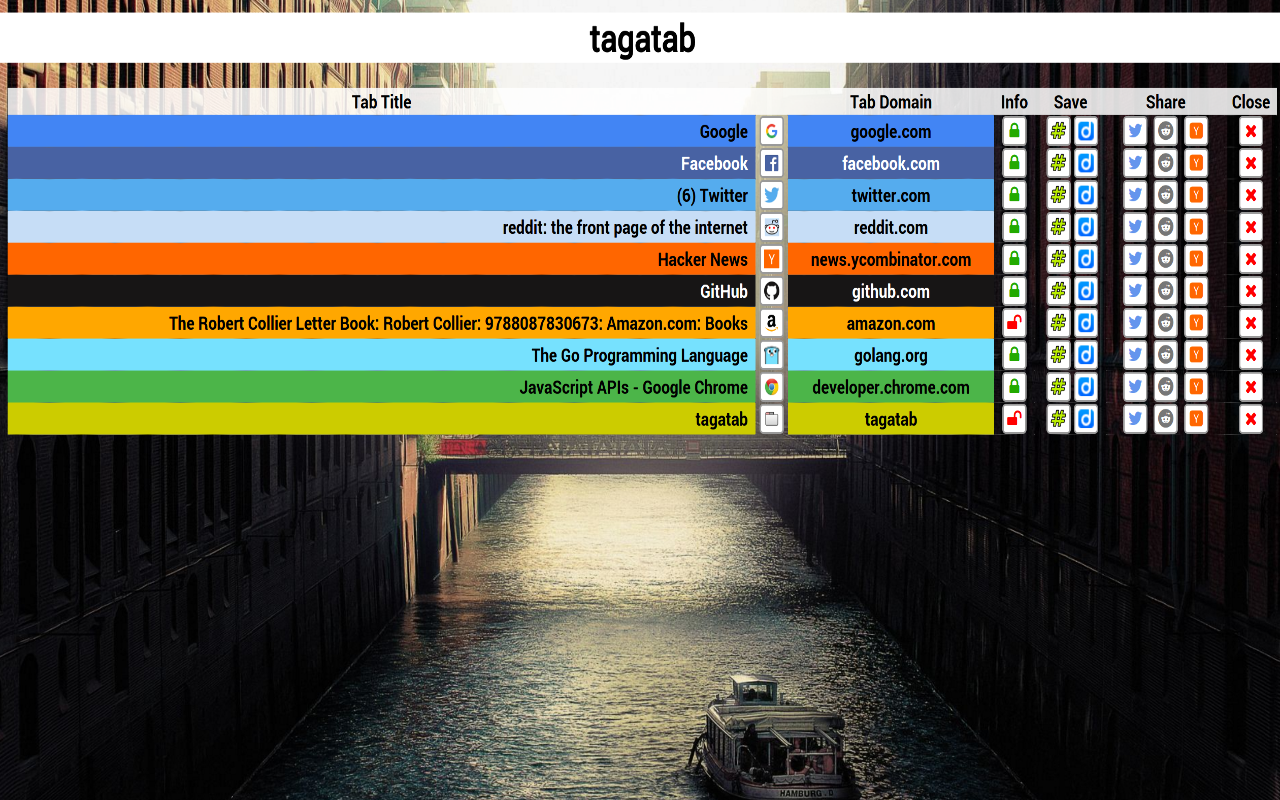 tagatab
Tab Title Tab Domain Info Save Share Close
Google G google.com # d Y
Facebook f facebook.com # d Y
(6) Twitter twitter.com # d Y
reddit: the front page of the internet reddit.com # d Y
Hacker News Y news.ycombinator.com # d Y
GitHub github.com # d Y
The Robert Collier Letter Book: Robert Collier: 9788087830673: Amazon.com: Books a amazon.com # d Y
The Go Programming Language golang.org # d Y
JavaScript APIs - Google Chrome developer.chrome.com # d Y
tagatab tagatab # d Y
HAMBURG